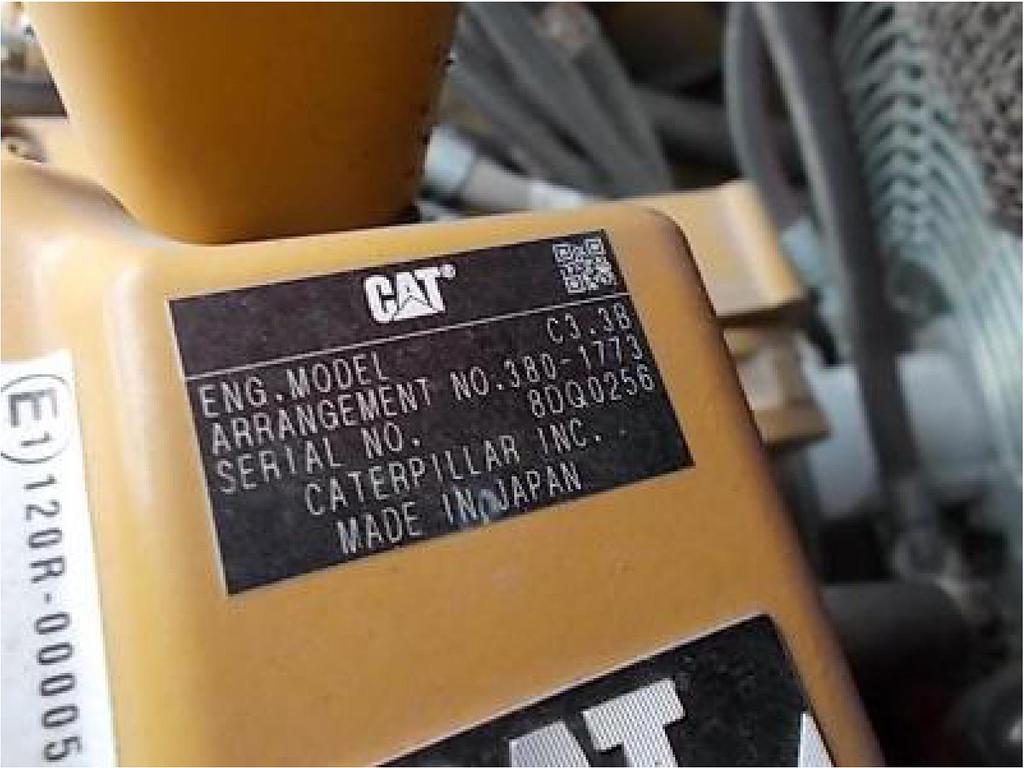 CAT®
ENG.MODEL C3.3B
ARRANGEMENT NO.380-1773
SERIAL NO. 8DQ0256
CATERPILLAR INC.
MADE IN JAPAN
E1 120R-00005
AT